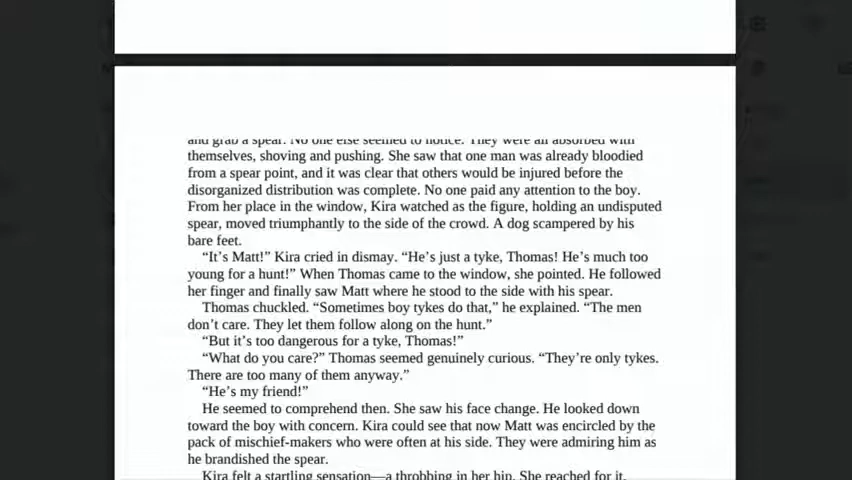 and grab a spear. No one else seemed to notice. They were all absorbed with
themselves, shoving and pushing. She saw that one man was already bloodied
from a spear point, and it was clear that others would be injured before the
disorganized distribution was complete. No one paid any attention to the boy.
From her place in the window, Kira watched as the figure, holding an undisputed
spear, moved triumphantly to the side of the crowd. A dog scampered by his
bare feet.
“It’s Matt!” Kira cried in dismay. “He’s just a tyke, Thomas! He’s much too
young for a hunt!” When Thomas came to the window, she pointed. He followed
her finger and finally saw Matt where he stood to the side with his spear.
Thomas chuckled. “Sometimes boy tykes do that,” he explained. “The men
don’t care. They let them follow along on the hunt.”
“But it’s too dangerous for a tyke, Thomas!”
“What do you care?” Thomas seemed genuinely curious. “They’re only tykes.
There are too many of them anyway.”
“He’s my friend!”
He seemed to comprehend then. She saw his face change. He looked down
toward the boy with concern. Kira could see that now Matt was encircled by the
pack of mischief-makers who were often at his side. They were admiring him as
he brandished the spear.
Kira felt a startling sensation—a throbbing in her hip. She reached for it,